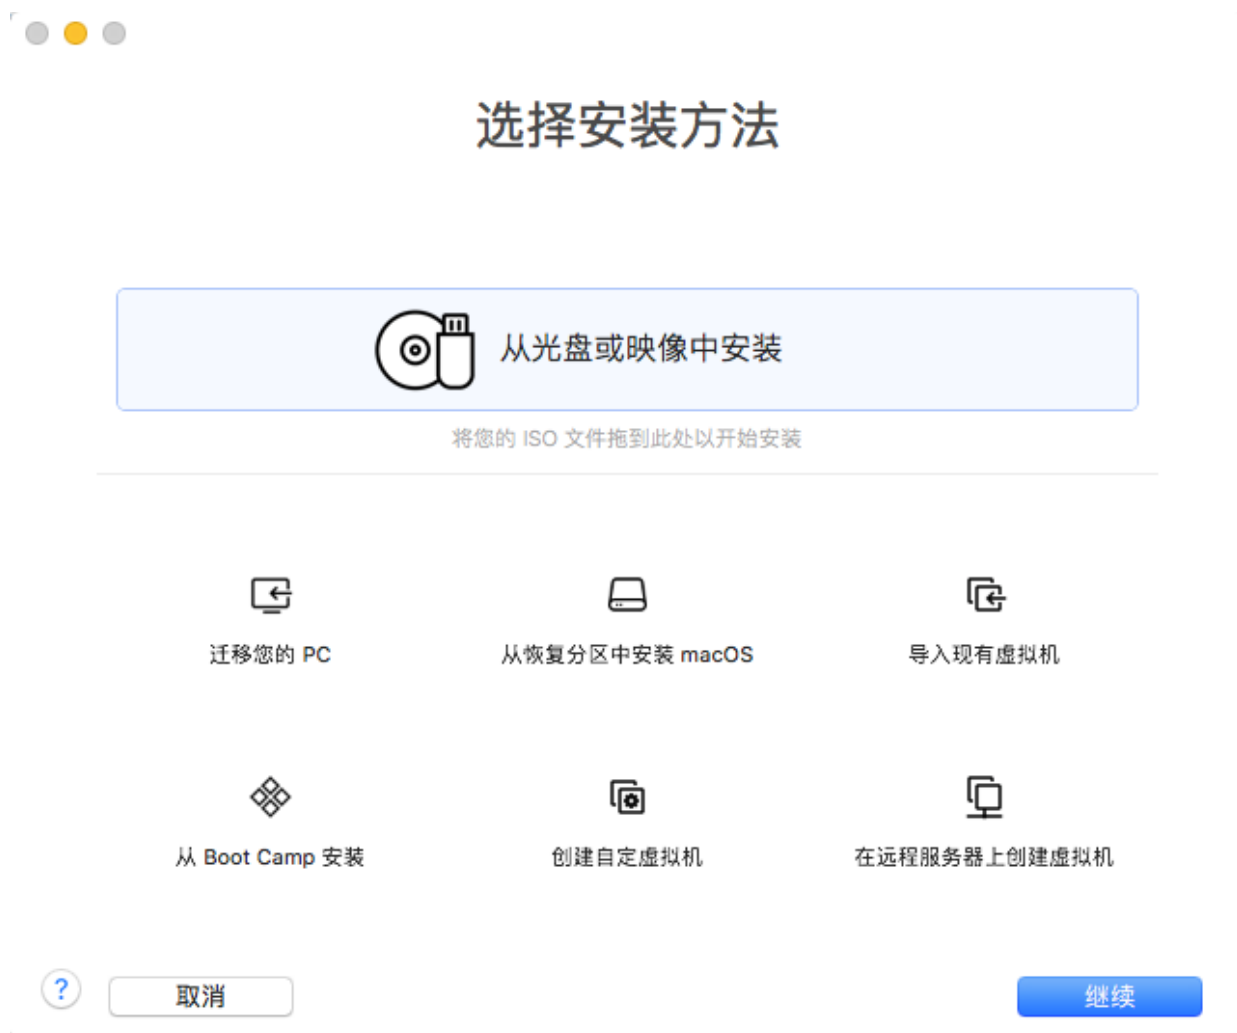 选择安装方法
从光盘或映像中安装
将您的 ISO 文件拖到此处以开始安装
迁移您的 PC
从恢复分区中安装 macOS
导入现有虚拟机
从 Boot Camp 安装
创建自定虚拟机
在远程服务器上创建虚拟机
?
取消
继续